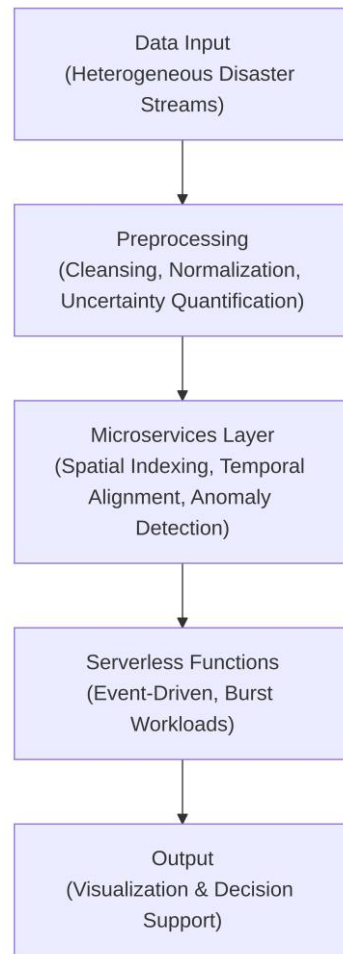 Data Input
(Heterogeneous Disaster
Streams)
Preprocessing
(Cleansing, Normalization,
Uncertainty Quantification)
Microservices Layer
(Spatial Indexing, Temporal
Alignment, Anomaly
Detection)
Serverless Functions
(Event-Driven, Burst
Workloads)
Output
(Visualization & Decision
Support)